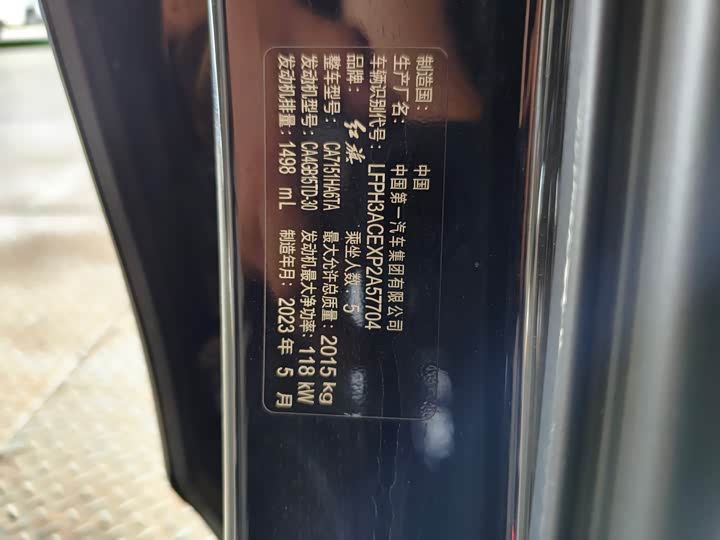 制造国： 中国
生产厂名： 中国第一汽车集团有限公司
车辆识别代号： LFPH3ACEXP2A57704
品牌： 红旗 乘坐人数： 5
整车型号： CA7151HA6TA 最大允许总质量： 2015 kg
发动机型号： CA4GB15TD-30 发动机最大净功率： 118 kW
发动机排量： 1498 mL 制造年月： 2023 年 5 月